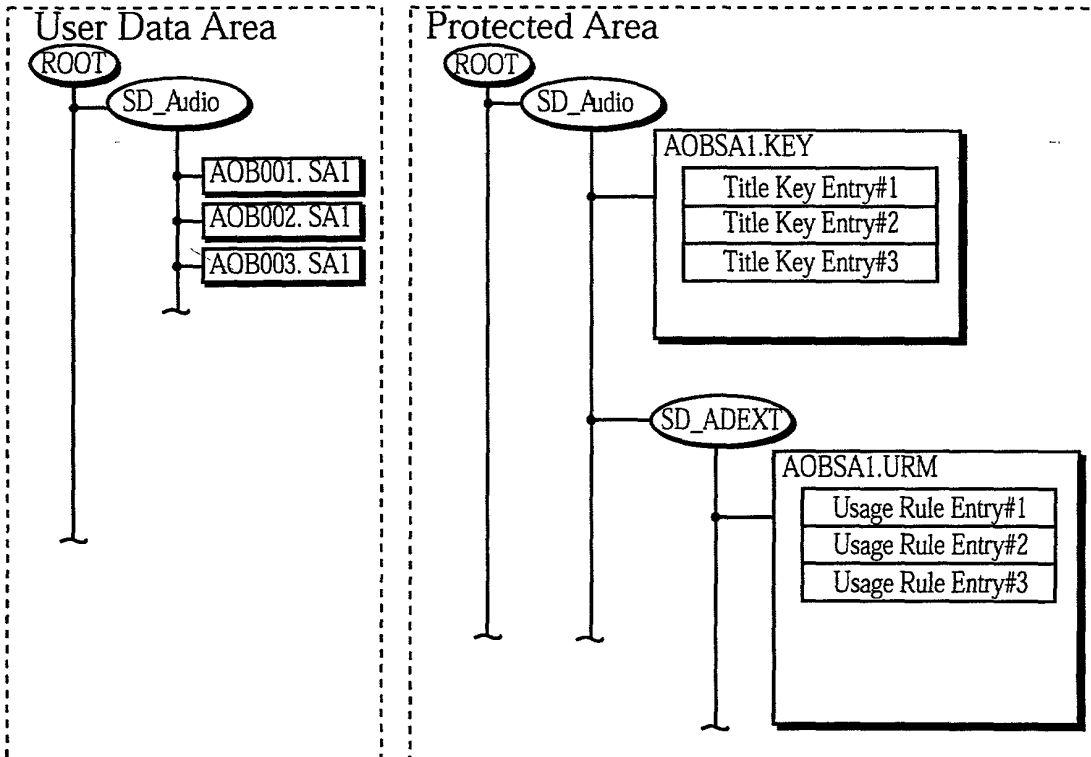 User Data Area
ROOT
SD_Audio
AOB001. SA1
AOB002. SA1
AOB003. SA1
Protected Area
ROOT
SD_Audio
AOBSA1.KEY
Title Key Entry#1
Title Key Entry#2
Title Key Entry#3
SD_ADEXT
AOBSA1.URM
Usage Rule Entry#1
Usage Rule Entry#2
Usage Rule Entry#3